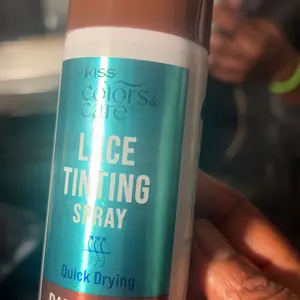 KISS
colors &
care
LACE
TINTING
SPRAY
Quick Drying